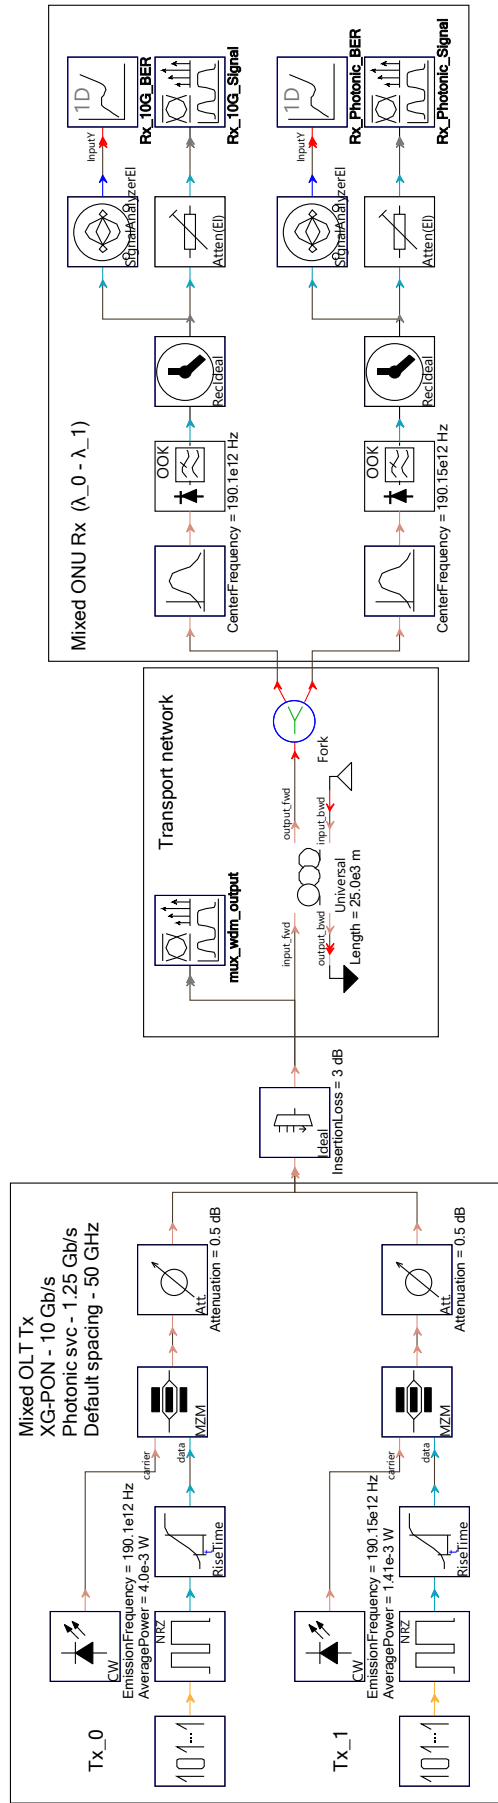 Mixed OLT Tx
XG-PON - 10 Gb/s
Photonic svc - 1.25 Gb/s
Default spacing - 50 GHz
Tx_0
101...1
CW
EmissionFrequency = 190.1e12 Hz
AveragePower = 4.0e-3 W
NRZ
RiseTime
carrier
data
MZM
Att.
Attenuation = 0.5 dB
Tx_1
101...1
CW
EmissionFrequency = 190.15e12 Hz
AveragePower = 1.41e-3 W
NRZ
RiseTime
carrier
data
MZM
Att.
Attenuation = 0.5 dB
Ideal
InsertionLoss = 3 dB
Transport network
mux_wdm_output
input_fwd
output_fwd
output_bwd
input_bwd
Universal
Length = 25.0e3 m
Fork
Mixed ONU Rx (λ_0 - λ_1)
CenterFrequency = 190.1e12 Hz
OOK
RecIdeal
SignalAnalyzerEl
InputY
1D
Rx_10G_BER
Atten(El)
Rx_10G_Signal
CenterFrequency = 190.15e12 Hz
OOK
RecIdeal
SignalAnalyzerEl
InputY
1D
Rx_Photonic_BER
Atten(El)
Rx_Photonic_Signal